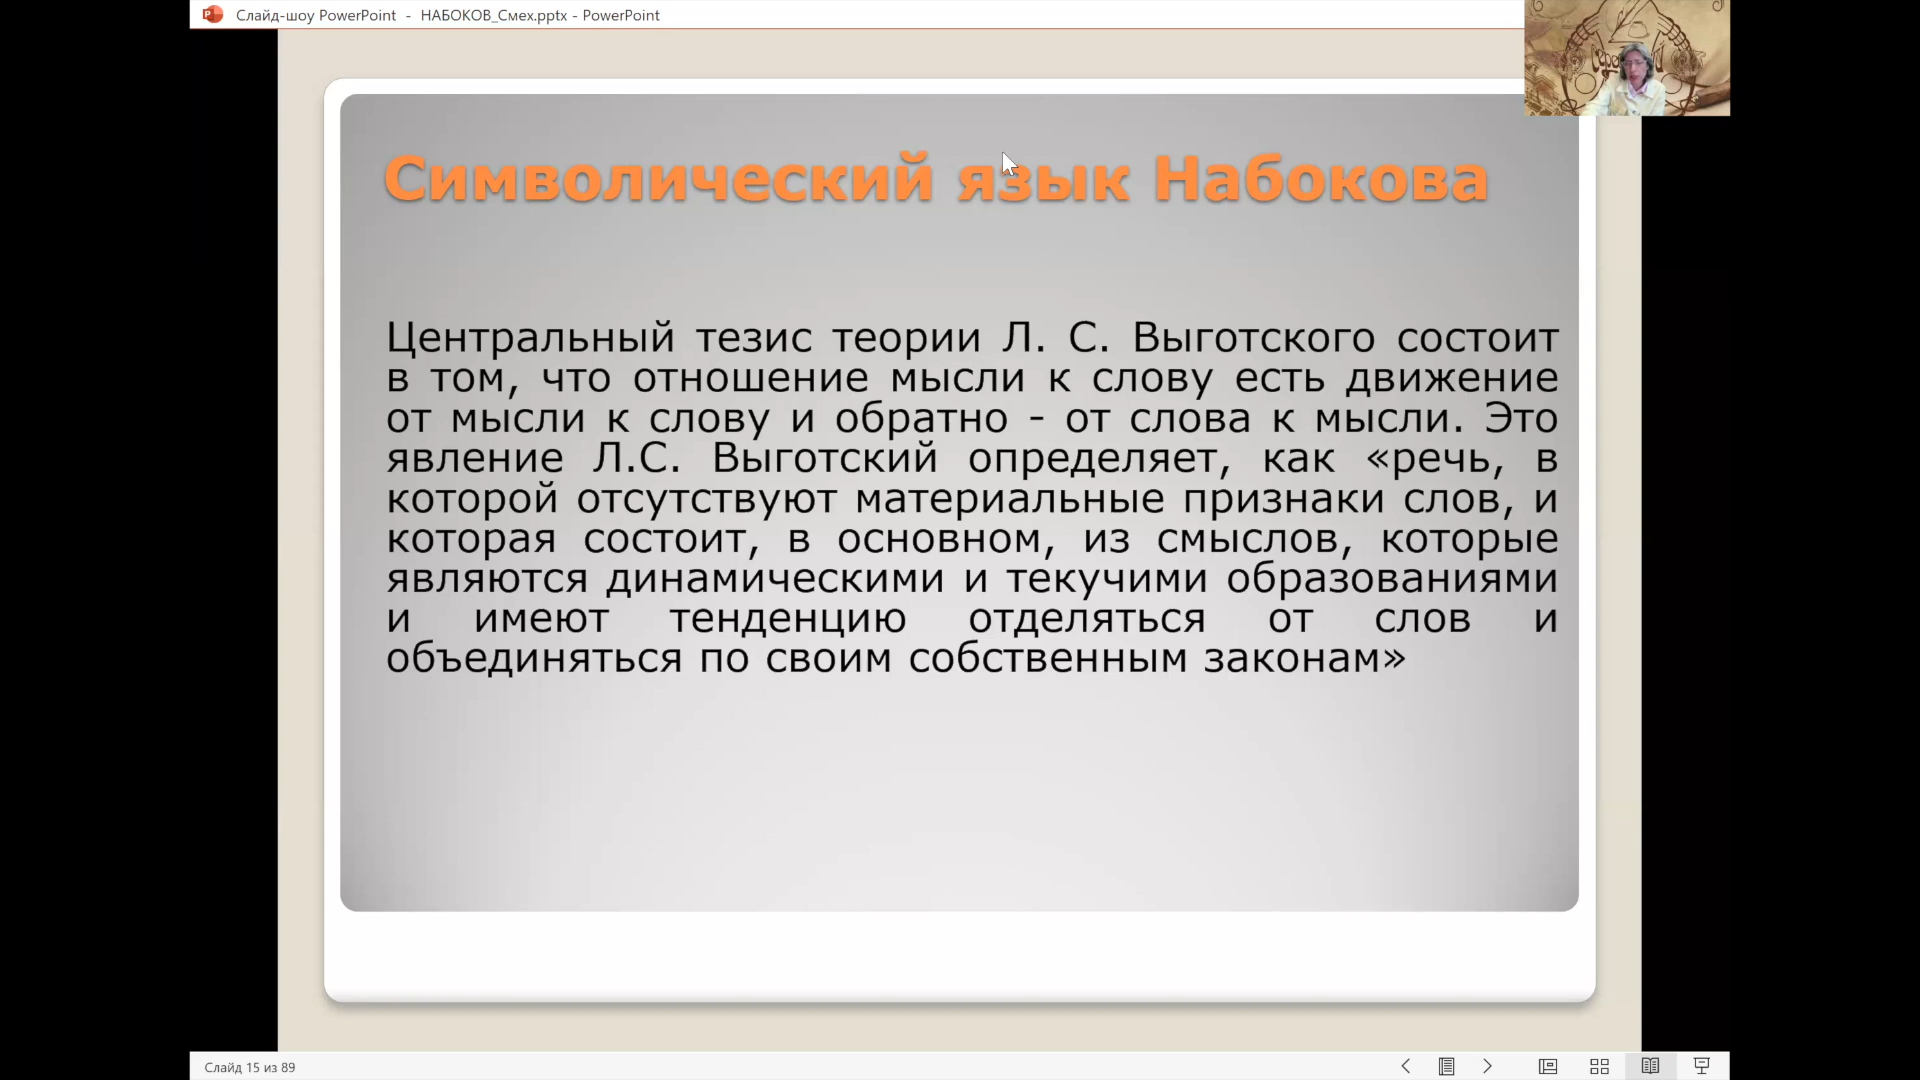 Слайд-шоу PowerPoint - НАБОКОВ_Смех.pptx - PowerPoint
Символический язык Набокова
Центральный тезис теории Л. С. Выготского состоит
в том, что отношение мысли к слову есть движение
от мысли к слову и обратно - от слова к мысли. Это
явление Л.С. Выготский определяет, как «речь, в
которой отсутствуют материальные признаки слов, и
которая состоит, в основном, из смыслов, которые
являются динамическими и текучими образованиями
и имеют тенденцию отделяться от слов и
объединяться по своим собственным законам»
Слайд 15 из 89